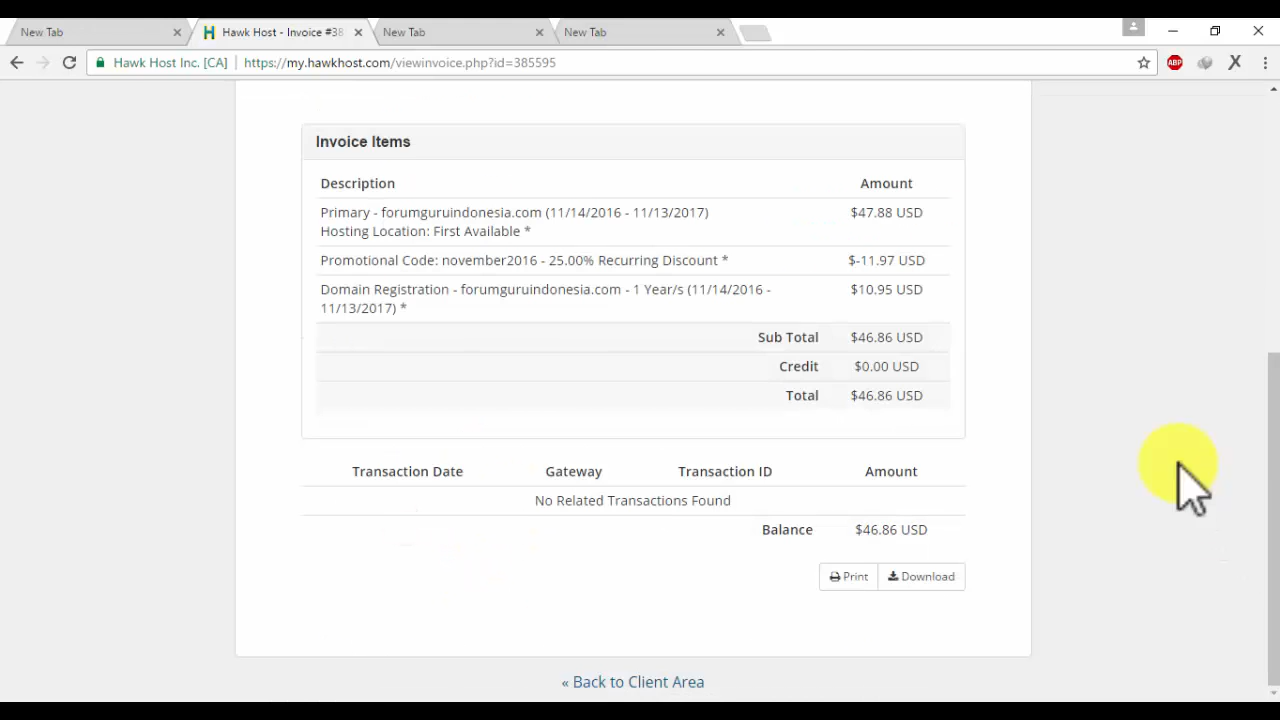 New Tab
Hawk Host - Invoice #38
New Tab
New Tab
Hawk Host Inc. [CA]
https://my.hawkhost.com/viewinvoice.php?id=385595
ABP
Invoice Items
Description Amount
Primary - forumguruindonesia.com (11/14/2016 - 11/13/2017) $47.88 USD
Hosting Location: First Available *
Promotional Code: november2016 - 25.00% Recurring Discount * $-11.97 USD
Domain Registration - forumguruindonesia.com - 1 Year/s (11/14/2016 - $10.95 USD
11/13/2017) *
Sub Total $46.86 USD
Credit $0.00 USD
Total $46.86 USD
Transaction Date Gateway Transaction ID Amount
No Related Transactions Found
Balance $46.86 USD
Print Download
« Back to Client Area